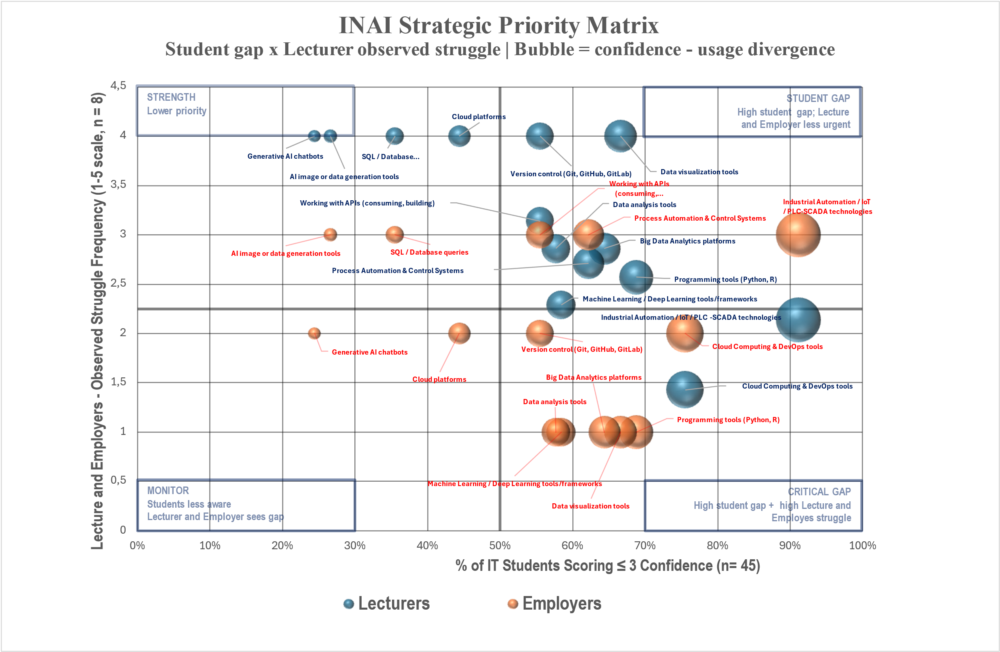 INAI Strategic Priority Matrix
Student gap x Lecturer observed struggle | Bubble = confidence - usage divergence
Lecture and Employers - Observed Struggle Frequency (1-5 scale, n = 8)
4,5
4
3,5
3
2,5
2
1,5
1
0,5
0
STRENGTH
Lower priority
STUDENT GAP
High student gap; Lecture
and Employer less urgent
Cloud platforms
Generative AI chatbots
SQL / Database...
AI image or data generation tools
Version control (Git, GitHub, GitLab)
Data visualization tools
Working with APIs
(consuming,...
Working with APIs (consuming, building)
Data analysis tools
Industrial Automation / IoT
/ PLC-SCADA technologies
Process Automation & Control Systems
Big Data Analytics platforms
AI image or data generation tools
SQL / Database queries
Process Automation & Control Systems
Programming tools (Python, R)
Machine Learning / Deep Learning tools/frameworks
Industrial Automation / IoT / PLC -SCADA technologies
Generative AI chatbots
Version control (Git, GitHub, GitLab)
Cloud Computing & DevOps tools
Cloud platforms
Big Data Analytics platforms
Cloud Computing & DevOps tools
Data analysis tools
Programming tools (Python, R)
Machine Learning / Deep Learning tools/frameworks
Data visualization tools
MONITOR
Students less aware
Lecturer and Employer sees gap
CRITICAL GAP
High student gap + high Lecture and
Employes struggle
0%
10%
20%
30%
40%
50%
60%
70%
80%
90%
100%
% of IT Students Scoring ≤ 3 Confidence (n= 45)
Lecturers
Employers